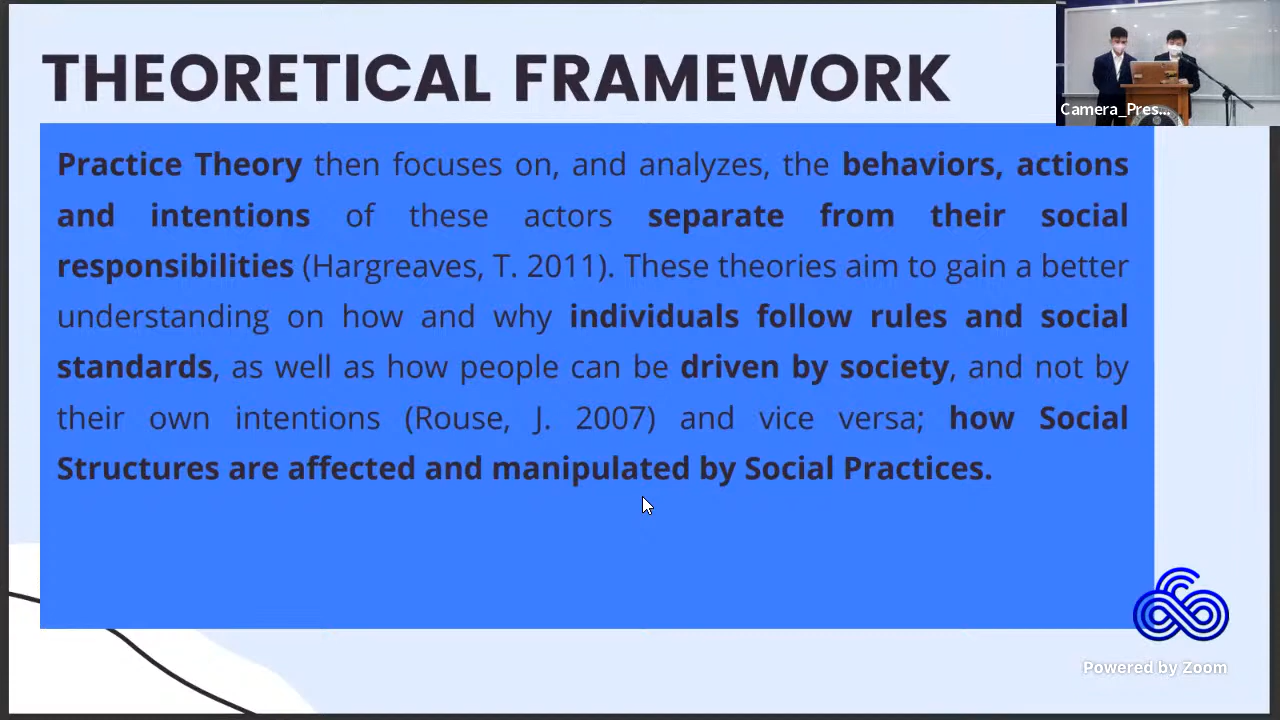 THEORETICAL FRAMEWORK
Camera_Pres...
Practice Theory then focuses on, and analyzes, the behaviors, actions
and intentions of these actors separate from their social
responsibilities (Hargreaves, T. 2011). These theories aim to gain a better
understanding on how and why individuals follow rules and social
standards, as well as how people can be driven by society, and not by
their own intentions (Rouse, J. 2007) and vice versa; how Social
Structures are affected and manipulated by Social Practices.
Powered by Zoom